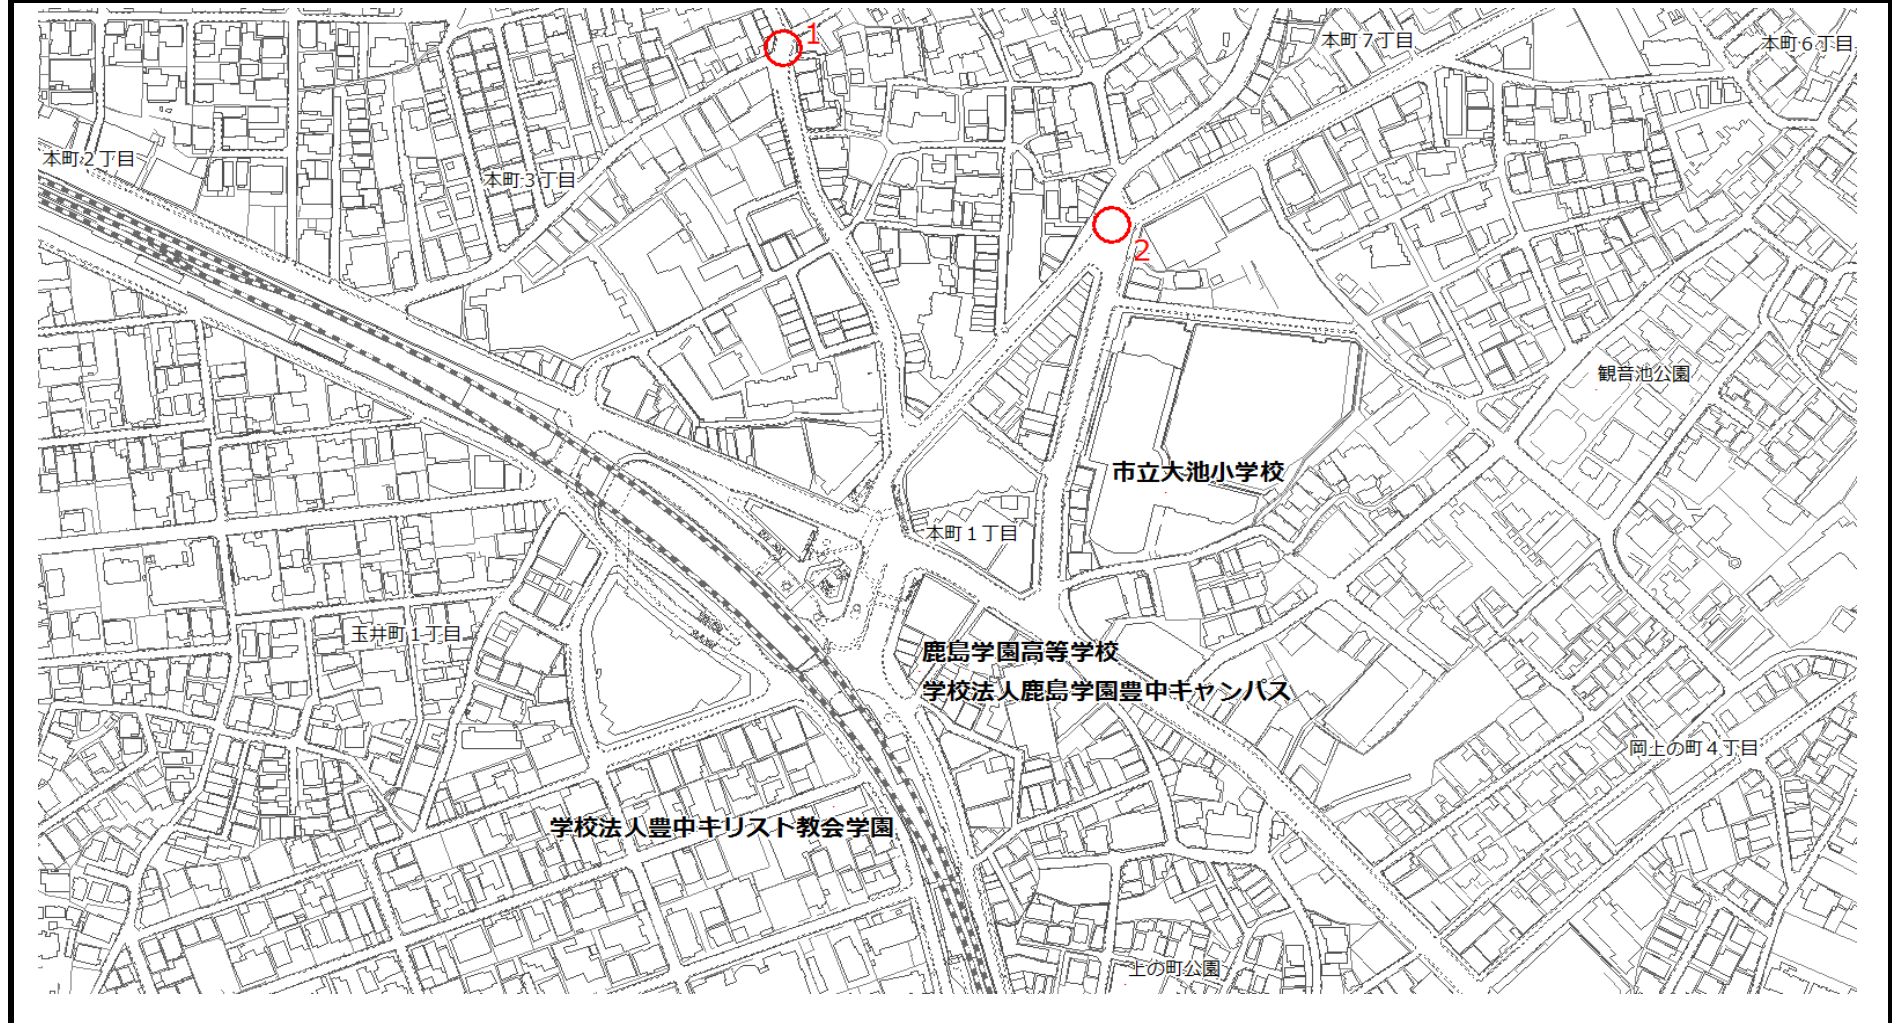 1
本町７丁目
本町６丁目
本町２丁目
本町３丁目
2
観音池公園
市立大池小学校
本町１丁目
玉井町１丁目
鹿島学園高等学校
学校法人鹿島学園豊中キャンパス
岡上の町４丁目
学校法人豊中キリスト教会学園
上の町公園